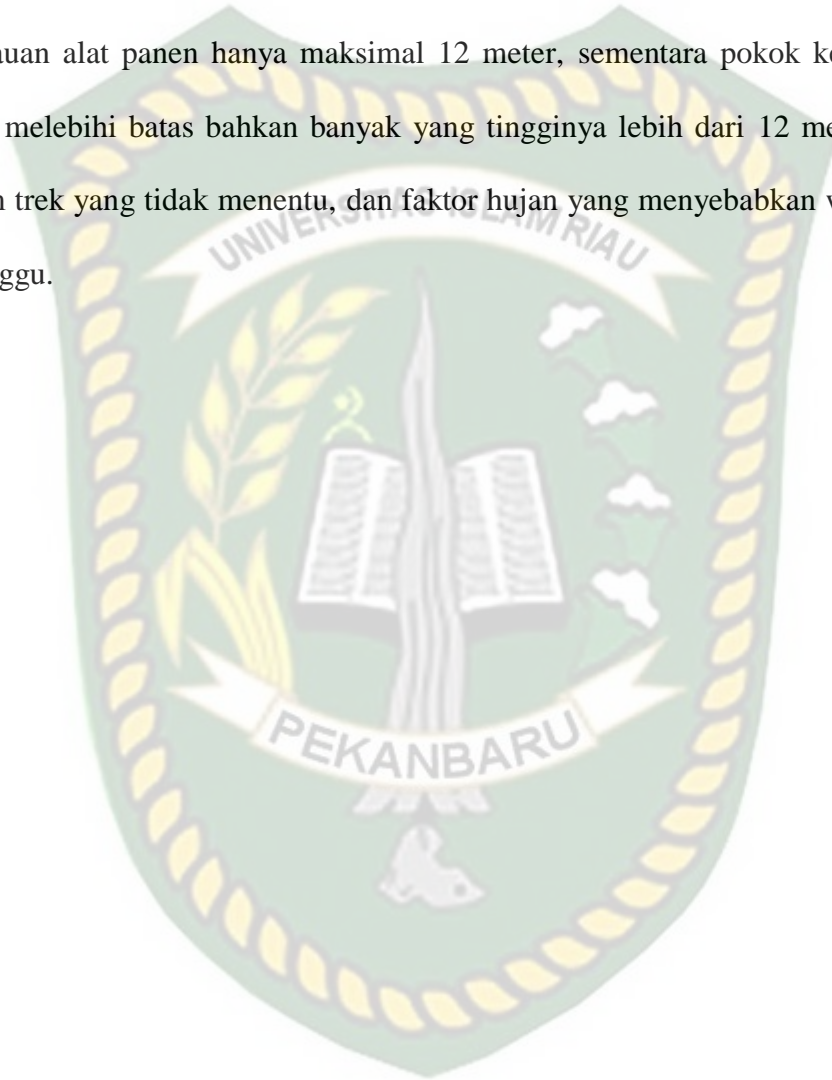 auan alat panen hanya maksimal 12 meter, sementara pokok ke
melebihi batas bahkan banyak yang tingginya lebih dari 12 me
trek yang tidak menentu, dan faktor hujan yang menyebabkan
ggu.
UNIVERSITAS ISLAM RIAU
PEKANBARU